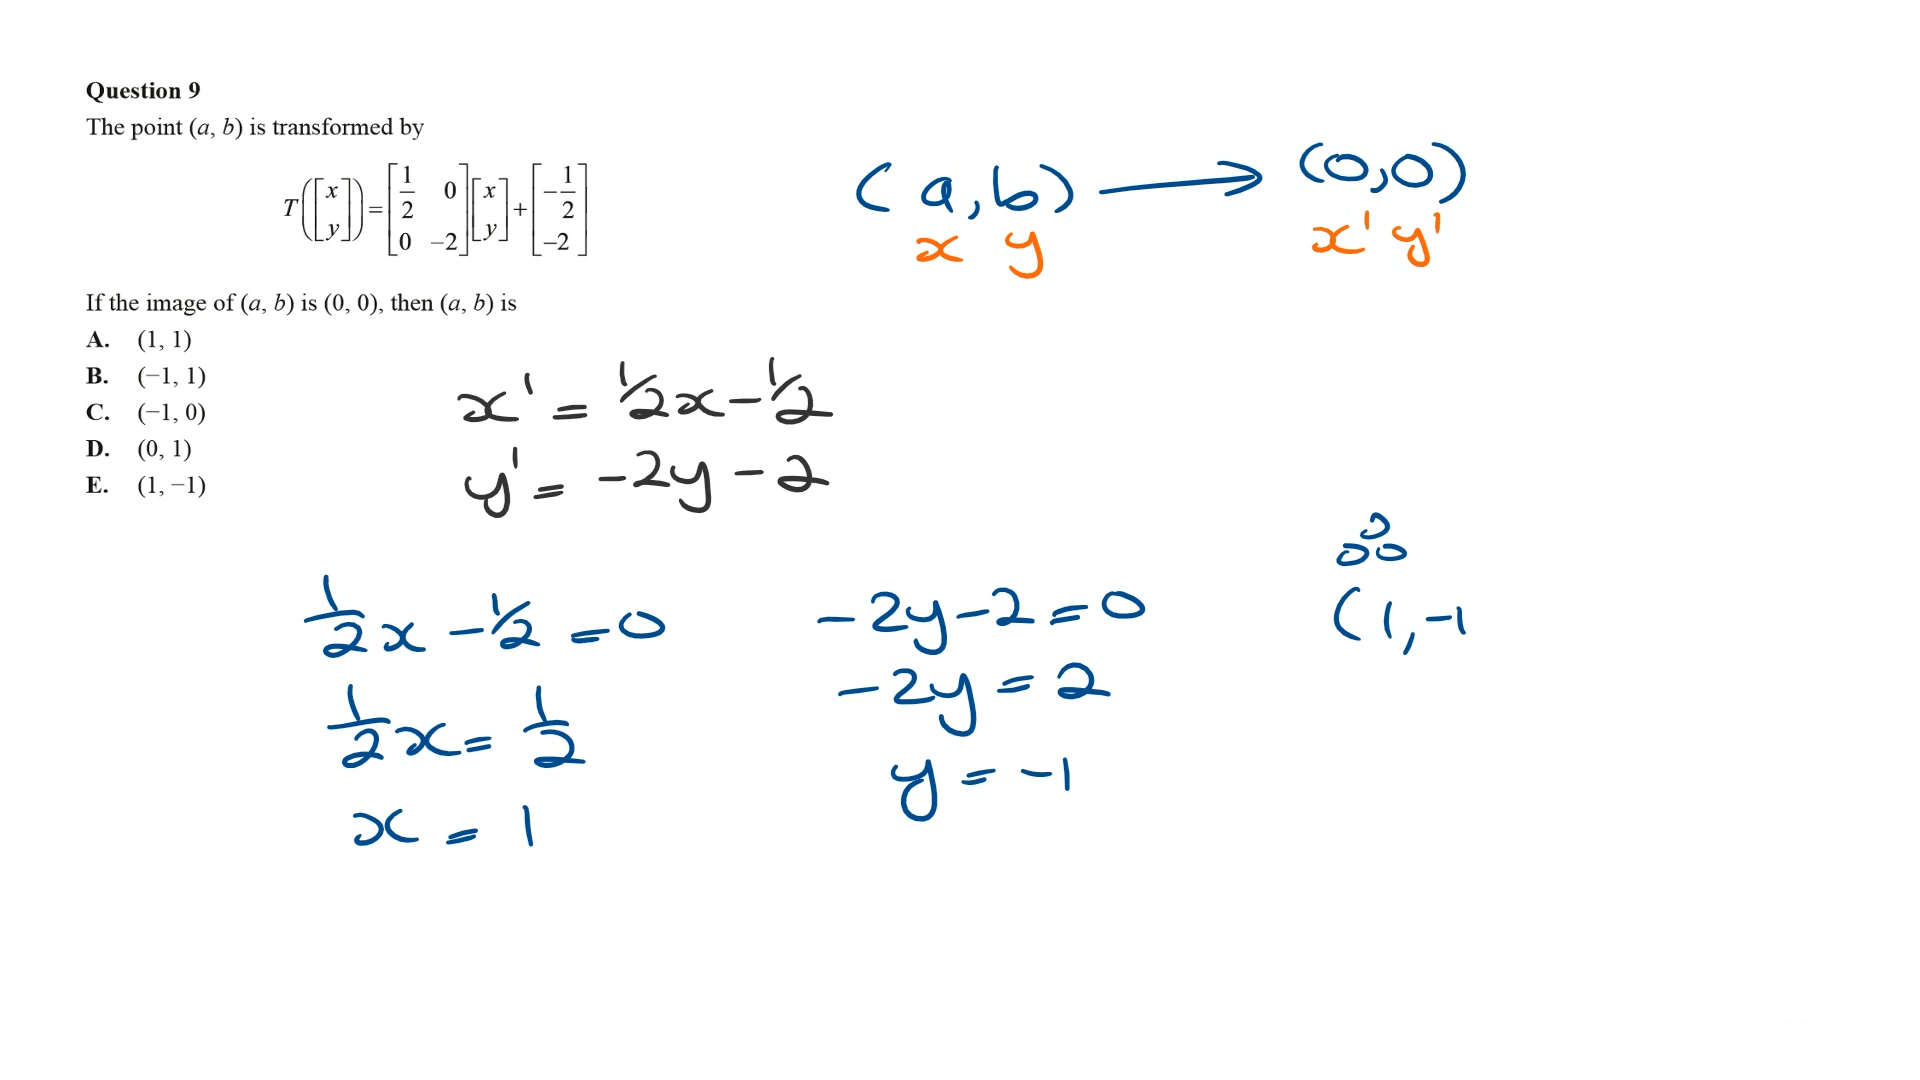 Question 9
The point (a, b) is transformed by
T([x y]) = [1/2 0 0 −2][x y] + [−1/2 −2]
If the image of (a, b) is (0, 0), then (a, b) is
A. (1, 1)
B. (−1, 1)
C. (−1, 0)
D. (0, 1)
E. (1, −1)
(a, b) → (0, 0)
x y x' y'
x' = 1/2x − 1/2
y' = −2y − 2
1/2 x − 1/2 = 0
1/2 x = 1/2
x = 1
−2y − 2 = 0
−2y = 2
y = −1
∴
(1, −1